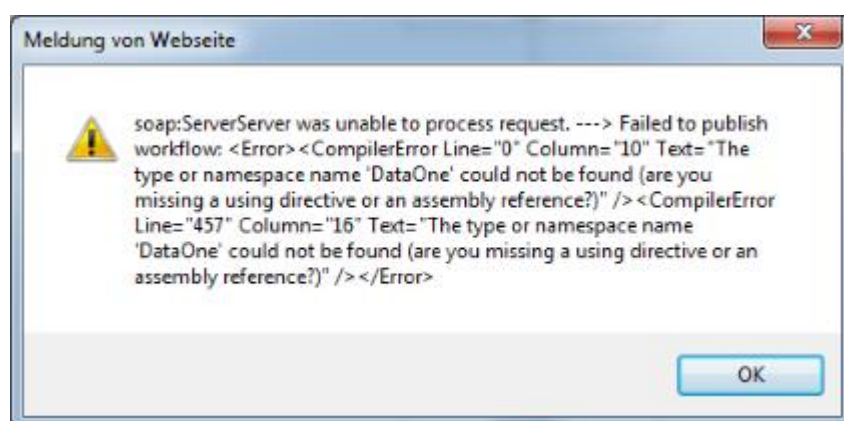 Meldung von Webseite
soap:ServerServer was unable to process request. ---> Failed to publish
workflow: <Error><CompilerError Line="0" Column="10" Text="The
type or namespace name 'DataOne' could not be found (are you
missing a using directive or an assembly reference?)" /><CompilerError
Line="457" Column="16" Text="The type or namespace name
'DataOne' could not be found (are you missing a using directive or an
assembly reference?)" /></Error>
OK